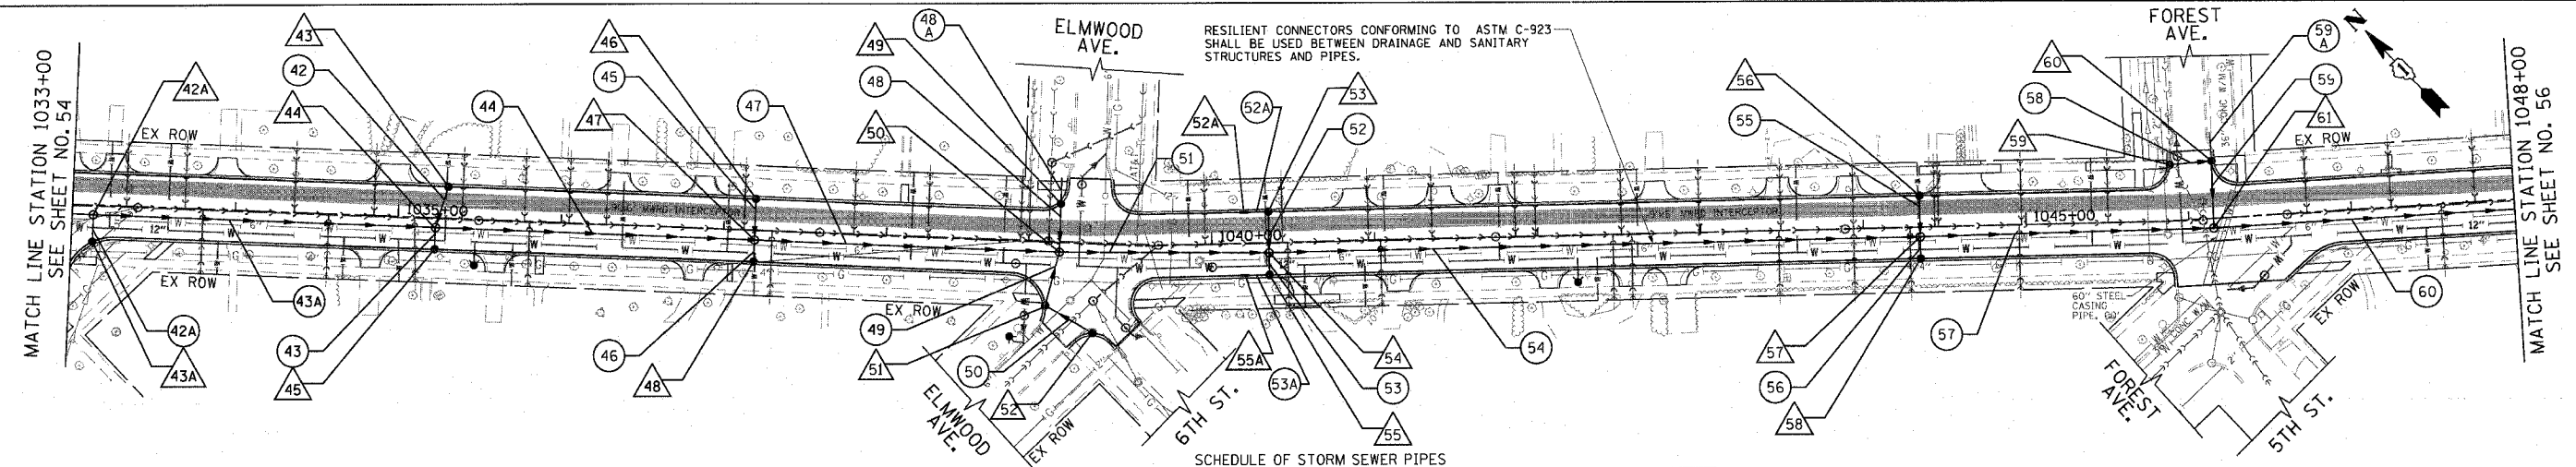 MATCH LINE STATION 1033+00
SEE SHEET NO. 54
EX ROW
42A
43
42
44
44
46
45
47
47
49
48
A
48
50
ELMWOOD
AVE.
RESILIENT CONNECTORS CONFORMING TO ASTM C-923
SHALL BE USED BETWEEN DRAINAGE AND SANITARY
STRUCTURES AND PIPES.
51
52A
52A
53
52
56
55
60
58
59
FOREST
AVE.
59
A
59
61
N
1
EX ROW
MATCH LINE STATION 1048+00
SEE SHEET NO. 56
1035+00
1040+00
1045+00
12"
12"
EX ROW
42A
43A
43A
43
45
46
48
EX ROW
49
51
50
52
ELMWOOD
AVE.
EX ROW
6TH ST.
55A
53A
54
53
55
54
57
56
58
57
60" STEEL
CASING
PIPE,
FOREST
AVE.
5TH ST.
EX ROW
60
SCHEDULE OF STORM SEWER PIPES